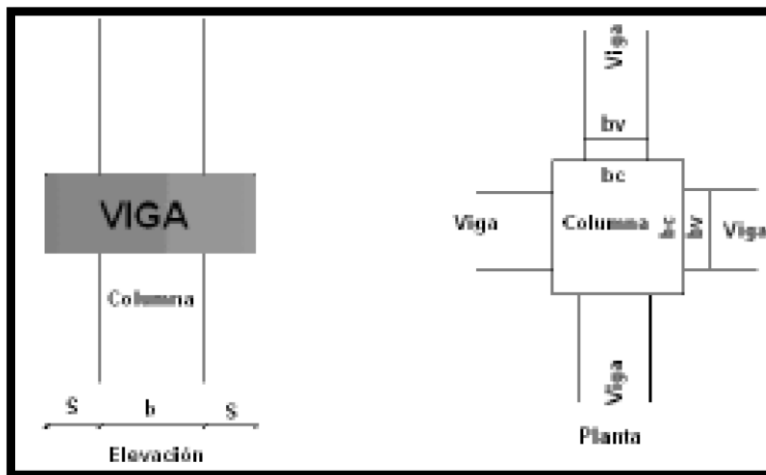 VIGA
Columna
S b S
Elevación
Viga
bv
bc
Viga
Columna
bc
bv
Viga
Viga
Planta